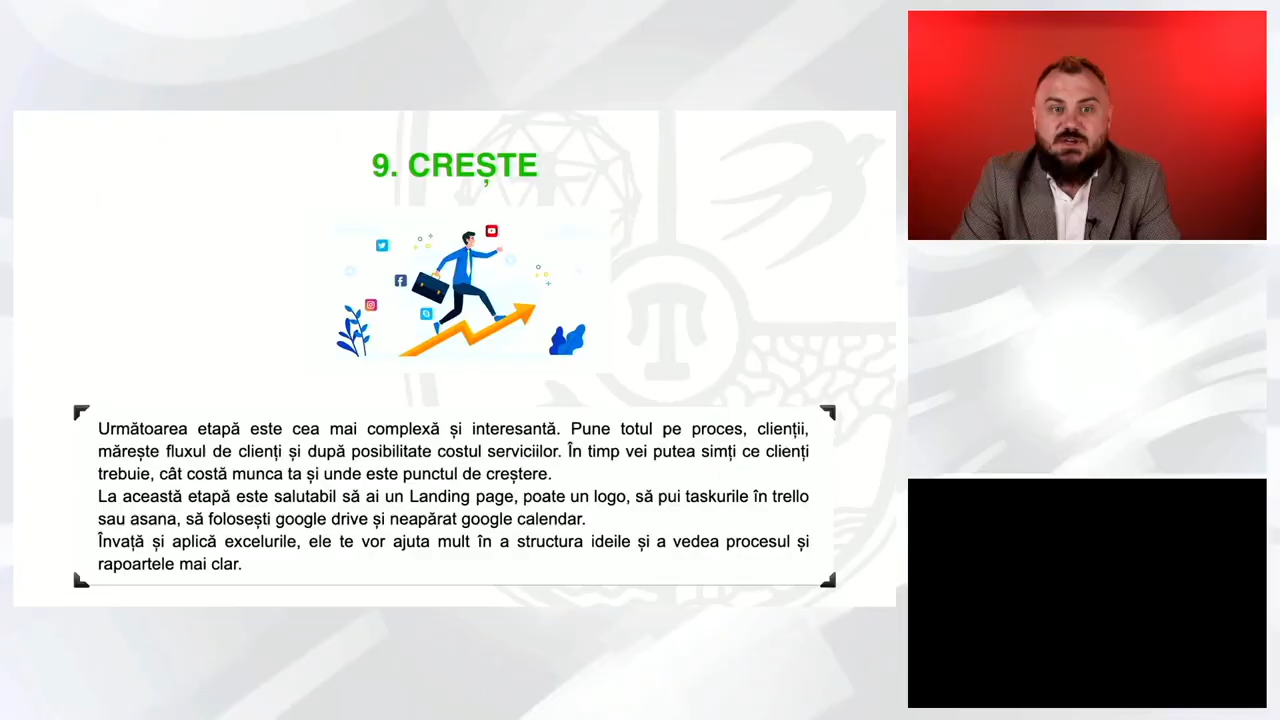 9. CREȘTE
Următoarea etapă este cea mai complexă și interesantă. Pune totul pe proces, clienții,
mărește fluxul de clienți și după posibilitate costul serviciilor. În timp vei putea simți ce clienți
trebuie, cât costă munca ta și unde este punctul de creștere.
La această etapă este salutabil să ai un Landing page, poate un logo, să pui taskurile în trello
sau asana, să folosești google drive și neapărat google calendar.
Învață și aplică excelurile, ele te vor ajuta mult în a structura ideile și a vedea procesul și
rapoartele mai clar.